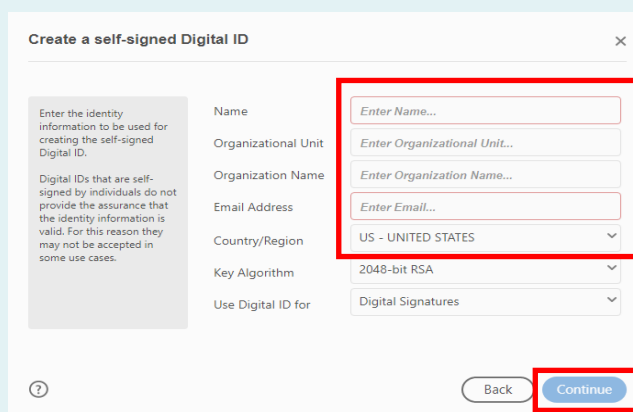 Create a self-signed Digital ID
×
Enter the identity
information to be used for
creating the self-signed
Digital ID.
Digital IDs that are self-
signed by individuals do not
provide the assurance that
the identity information is
valid. For this reason they
may not be accepted in
some use cases.
Name
Enter Name...
Organizational Unit
Enter Organizational Unit...
Organization Name
Enter Organization Name...
Email Address
Enter Email...
Country/Region
US - UNITED STATES
Key Algorithm
2048-bit RSA
Use Digital ID for
Digital Signatures
?
Back
Continue